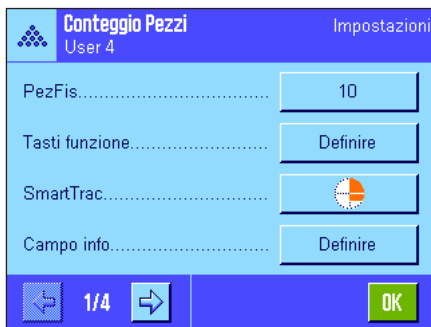 Conteggio Pezzi
Impostazioni
User 4
PezFis................................. 10
Tasti funzione......................... Definire
SmartTrac..............................
Campo info............................. Definire
1/4
OK